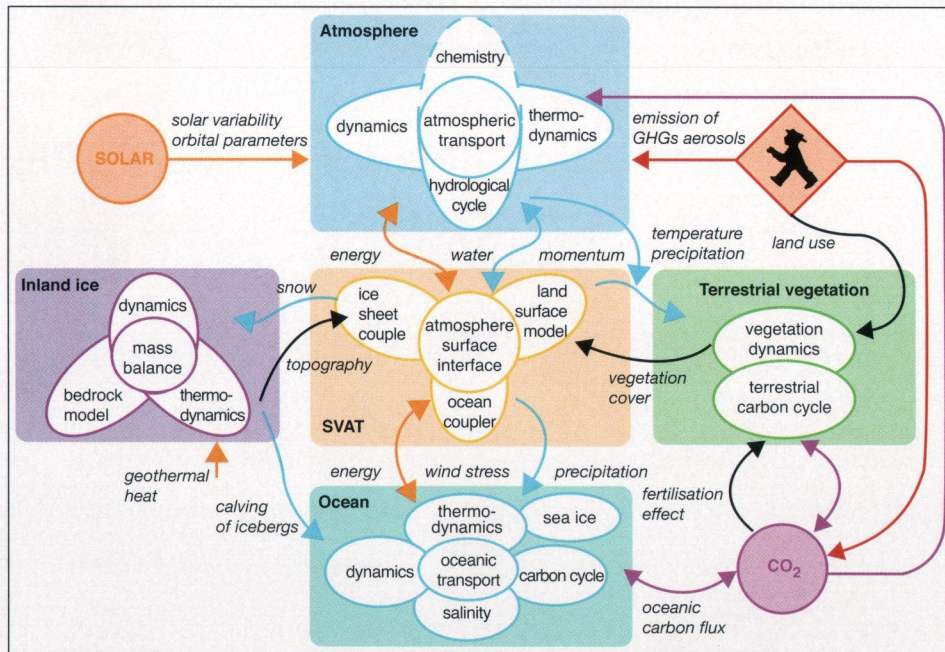 Atmosphere
chemistry
dynamics
atmospheric
transport
thermo-
dynamics
hydrological
cycle
solar variability
orbital parameters
SOLAR
emission of
GHGs aerosols
energy
water
momentum
temperature
precipitation
land use
Inland ice
dynamics
mass
balance
bedrock
model
thermo-
dynamics
snow
topography
ice
sheet
couple
atmosphere
surface
interface
land
surface
model
ocean
coupler
SVAT
vegetation
cover
Terrestrial vegetation
vegetation
dynamics
terrestrial
carbon cycle
geothermal
heat
calving
of icebergs
energy
wind stress
precipitation
fertilisation
effect
Ocean
thermo-
dynamics
sea ice
dynamics
oceanic
transport
carbon cycle
salinity
oceanic
carbon flux
CO₂